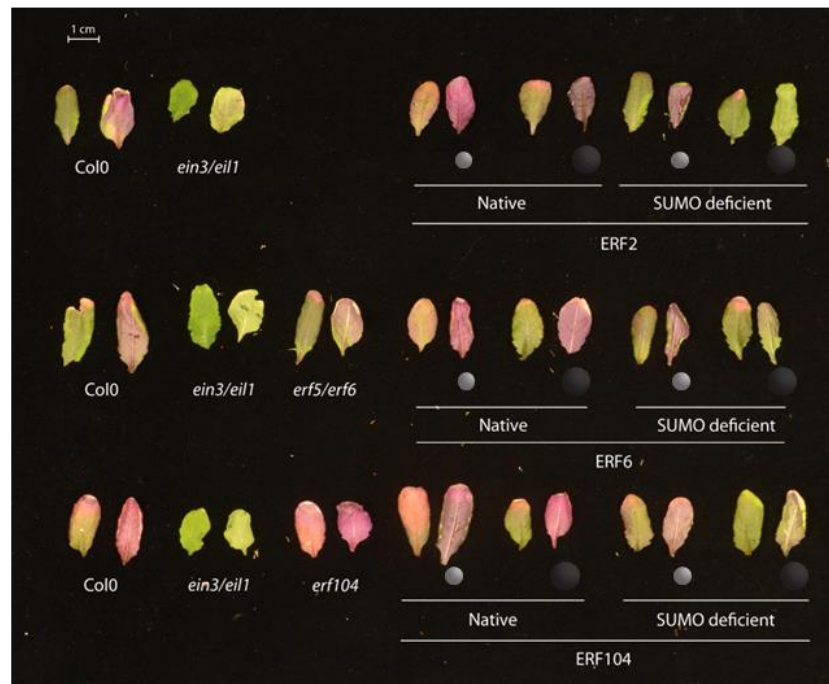 1 cm
Col0 ein3/eil1
Native SUMO deficient
ERF2
Col0 ein3/eil1 erf5/erf6
Native SUMO deficient
ERF6
Col0 ein3/eil1 erf104
Native SUMO deficient
ERF104